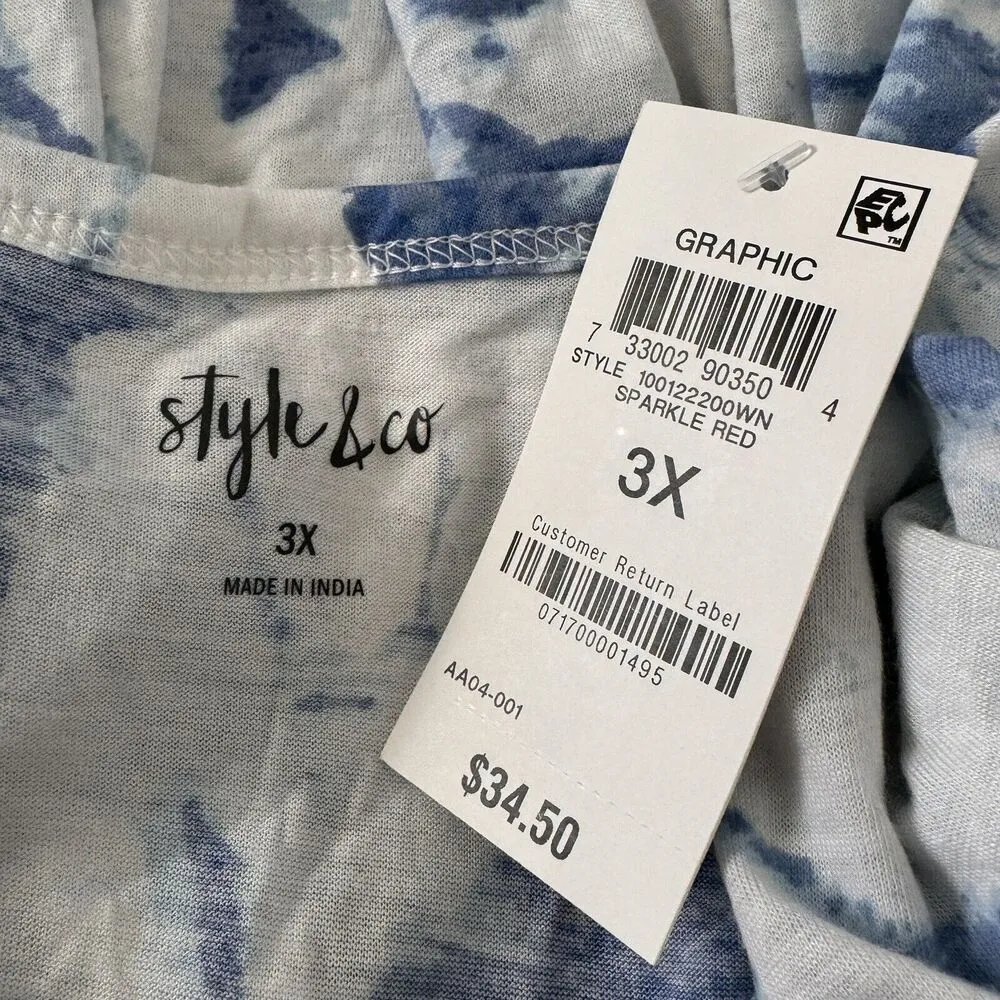 style&co
3X
MADE IN INDIA
EPC™
GRAPHIC
7 33002 90350 4
STYLE 100122200WN
SPARKLE RED
3X
Customer Return Label
071700001495
AA04-001
$34.50